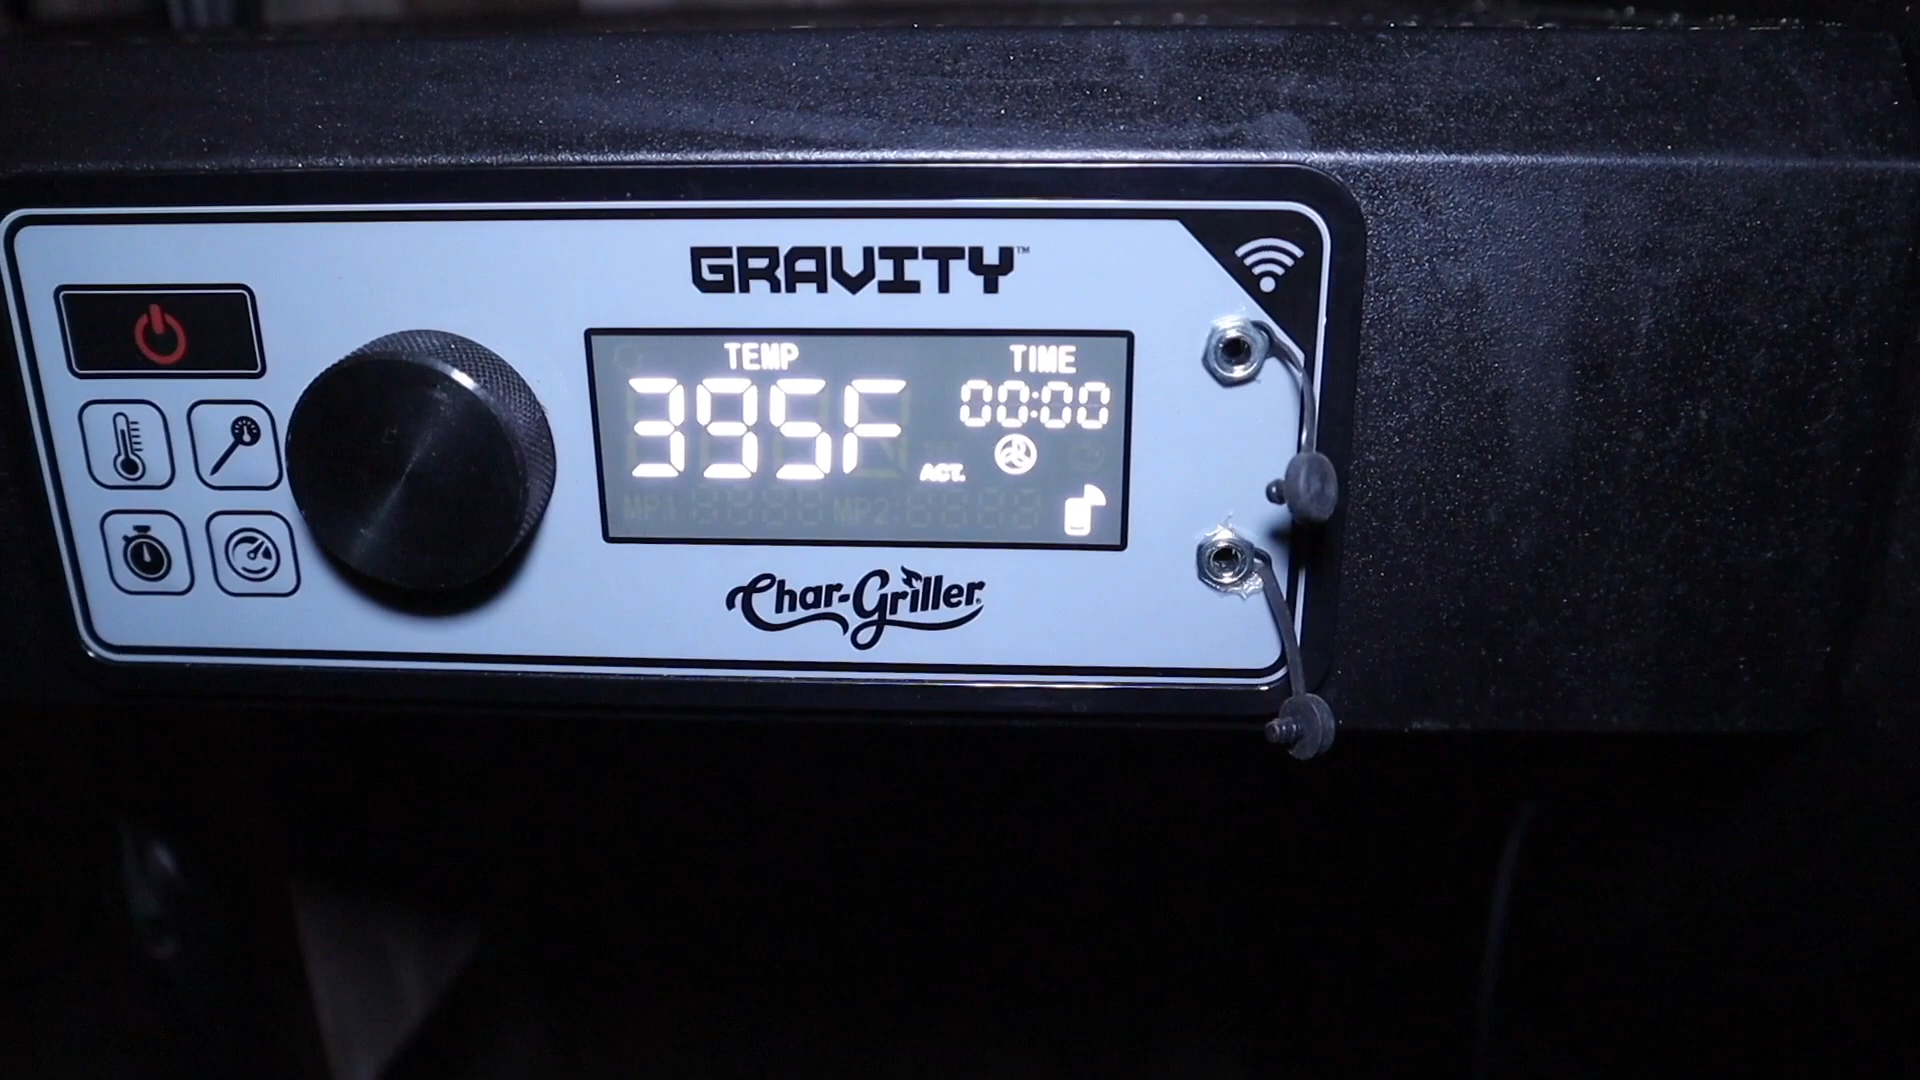 GRAVITY™
TEMP TIME
395F 00:00
ACT.
MP1: MP2:
Char-Griller